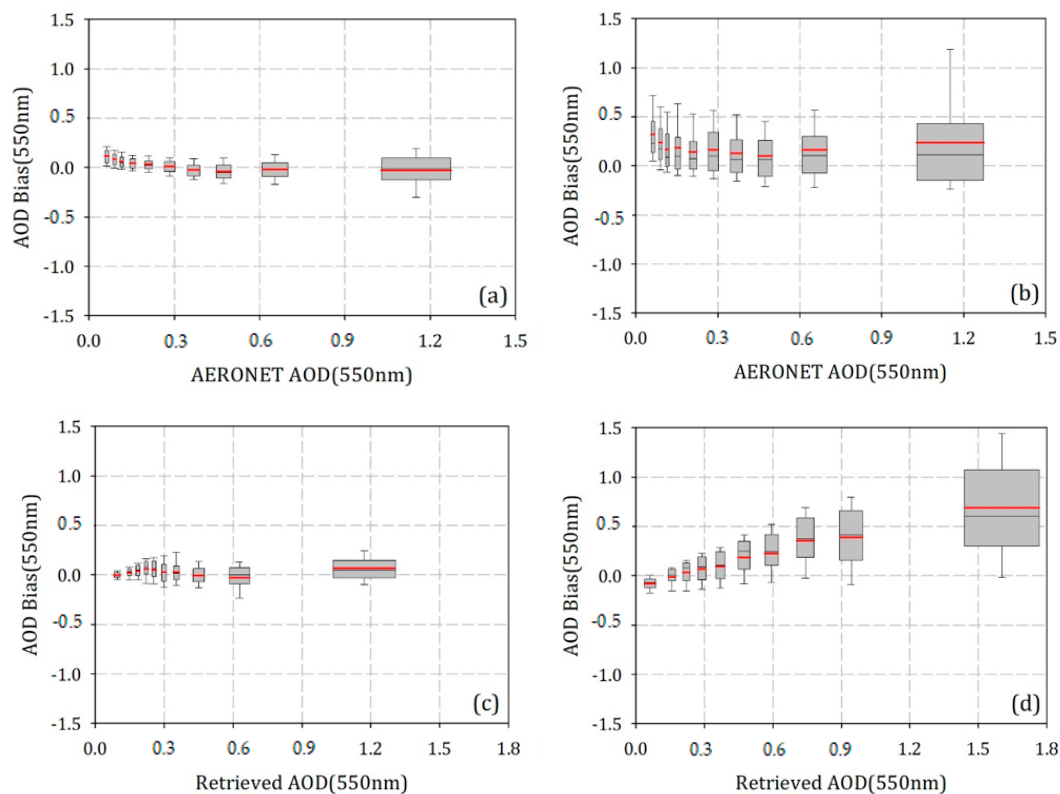 1.5
1.0
0.5
0.0
-0.5
-1.0
-1.5
AOD Bias(550nm)
(a)
0.0 0.3 0.6 0.9 1.2 1.5
AERONET AOD(550nm)
1.5
1.0
0.5
0.0
-0.5
-1.0
-1.5
AOD Bias(550nm)
(b)
0.0 0.3 0.6 0.9 1.2 1.5
AERONET AOD(550nm)
1.5
1.0
0.5
0.0
-0.5
-1.0
-1.5
AOD Bias(550nm)
(c)
0.0 0.3 0.6 0.9 1.2 1.5 1.8
Retrieved AOD(550nm)
1.5
1.0
0.5
0.0
-0.5
-1.0
-1.5
AOD Bias(550nm)
(d)
0.0 0.3 0.6 0.9 1.2 1.5 1.8
Retrieved AOD(550nm)